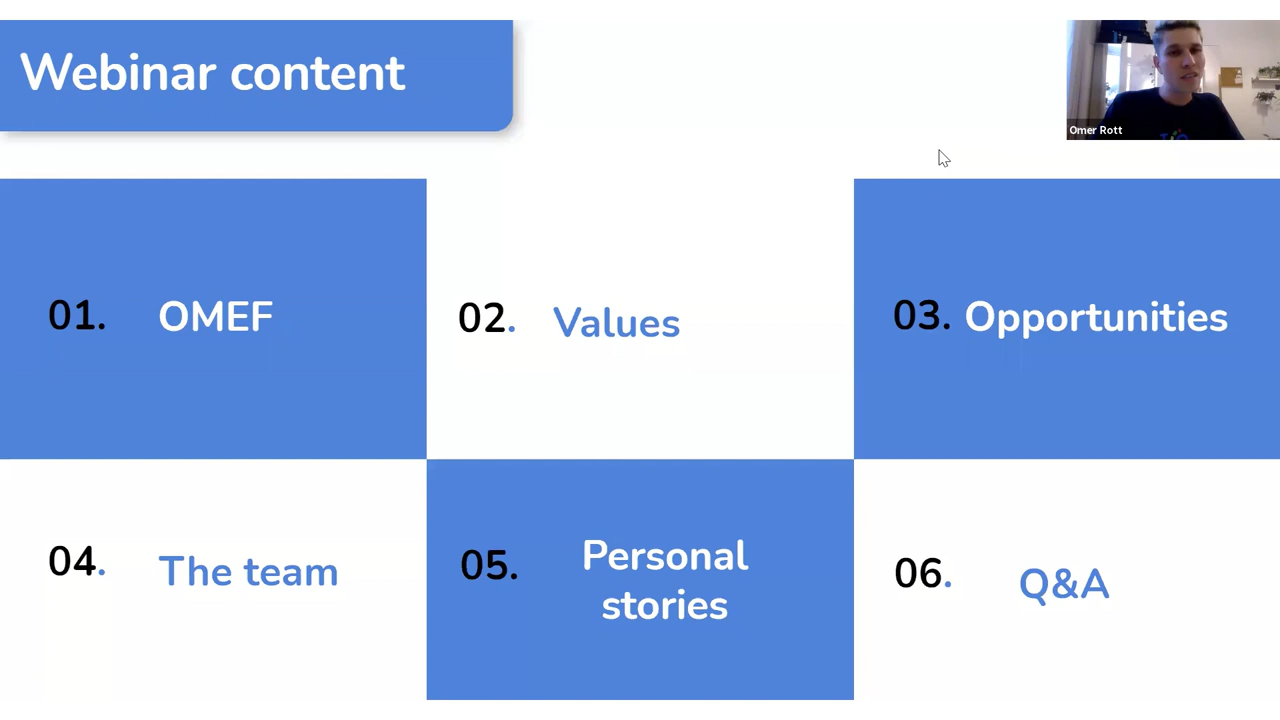 Webinar content
Omer Rott
01. OMEF
02. Values
03. Opportunities
04. The team
05. Personal
stories
06. Q&A